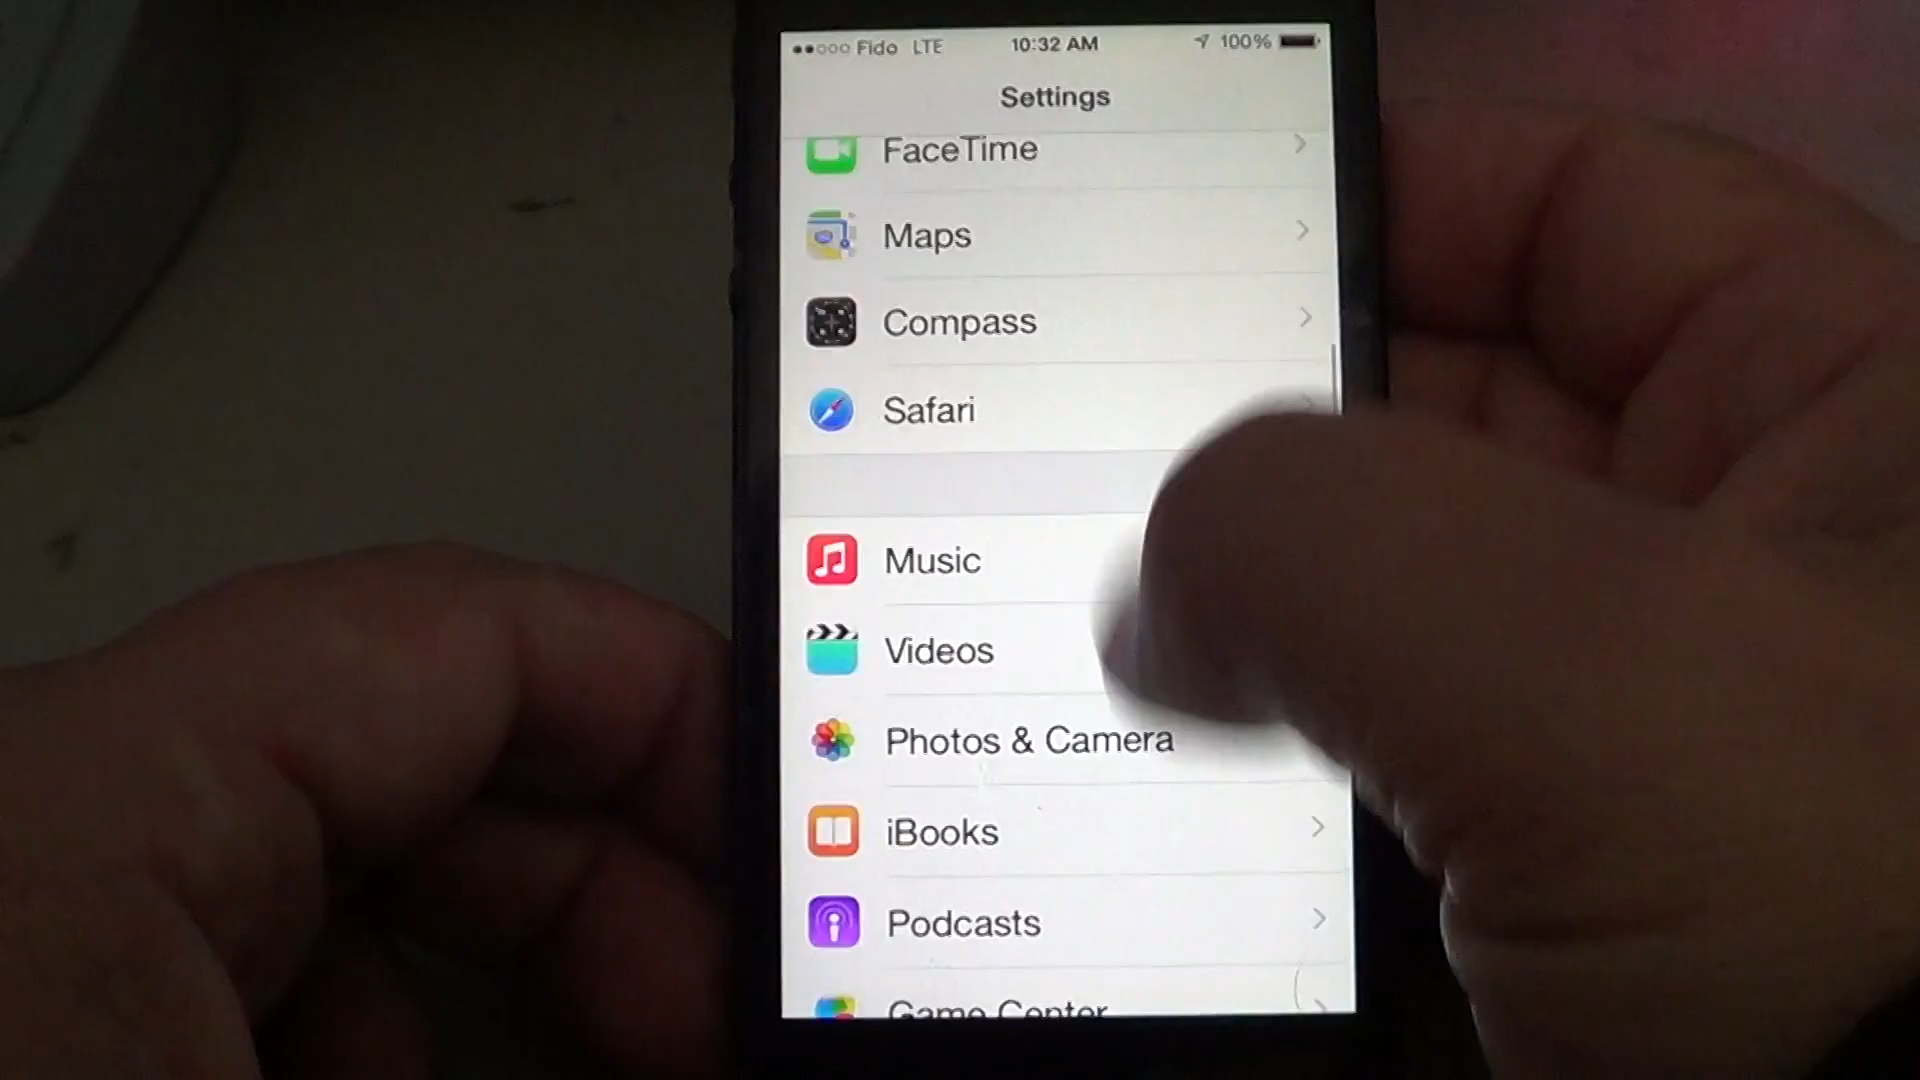 Fido LTE 10:32 AM 100%
Settings
FaceTime
Maps
Compass
Safari
Music
Videos
Photos & Camera
iBooks
Podcasts
Game Center